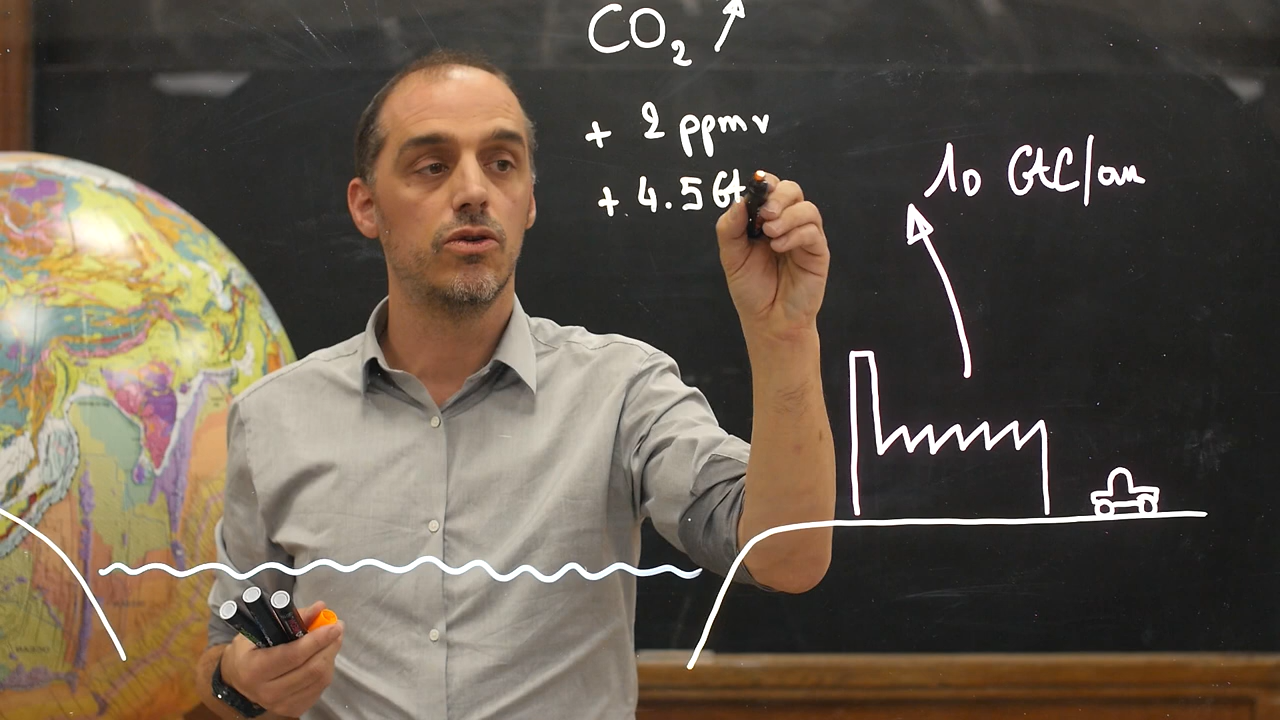 CO₂ ↗
+ 2 ppmv
+ 4.5 Gt
10 GtC/an